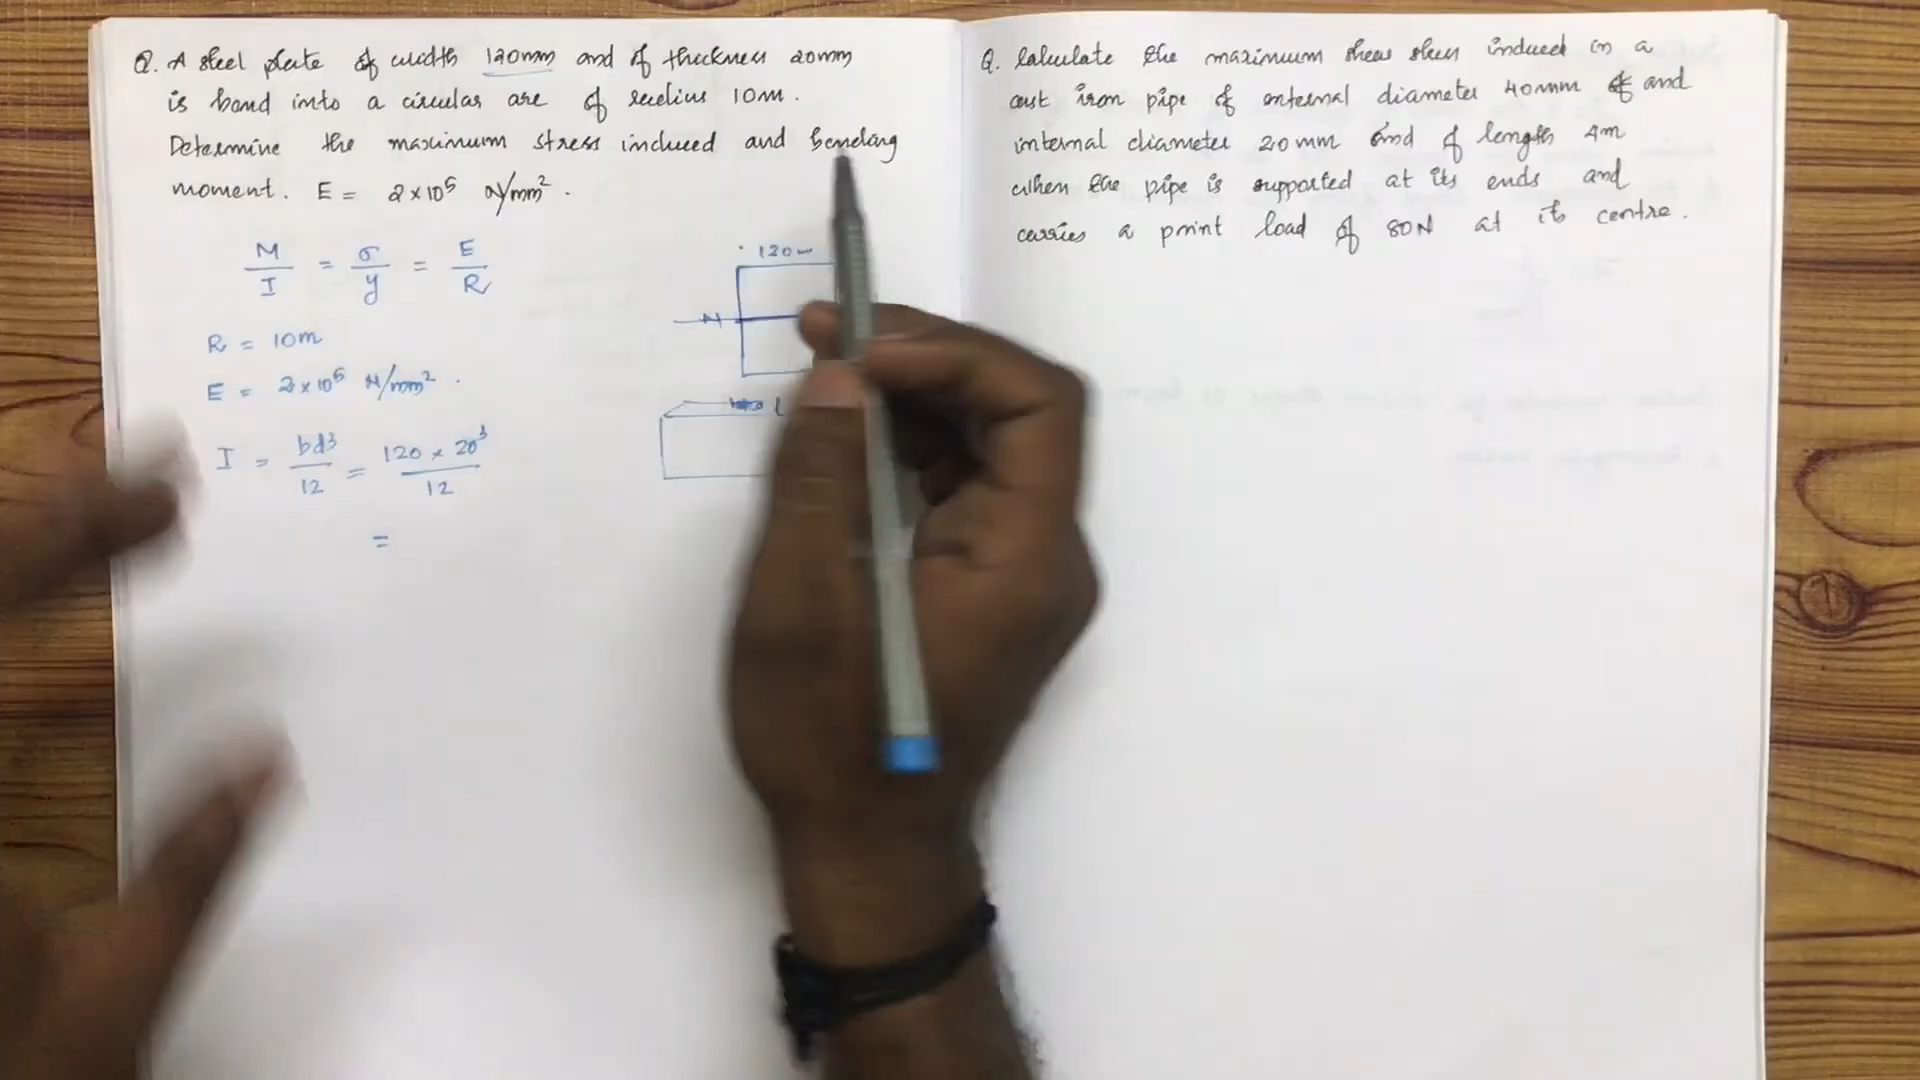 Q. A steel plate of width 120mm and of thickness 20mm
is bend into a circular arc of radius 10m.
Determine the maximum stress induced and bending
moment. E = 2×10⁵ N/mm².
M/I = σ/y = E/R
R = 10m
E = 2×10⁵ N/mm².
I = bd³/12 = 120 × 20³/12
=
120
N
Q. Calculate the maximum shear stress induced in a
cast iron pipe of external diameter 40mm and
internal diameter 20mm and of length 4m
when the pipe is supported at its ends and
carries a point load of 80N at its centre.